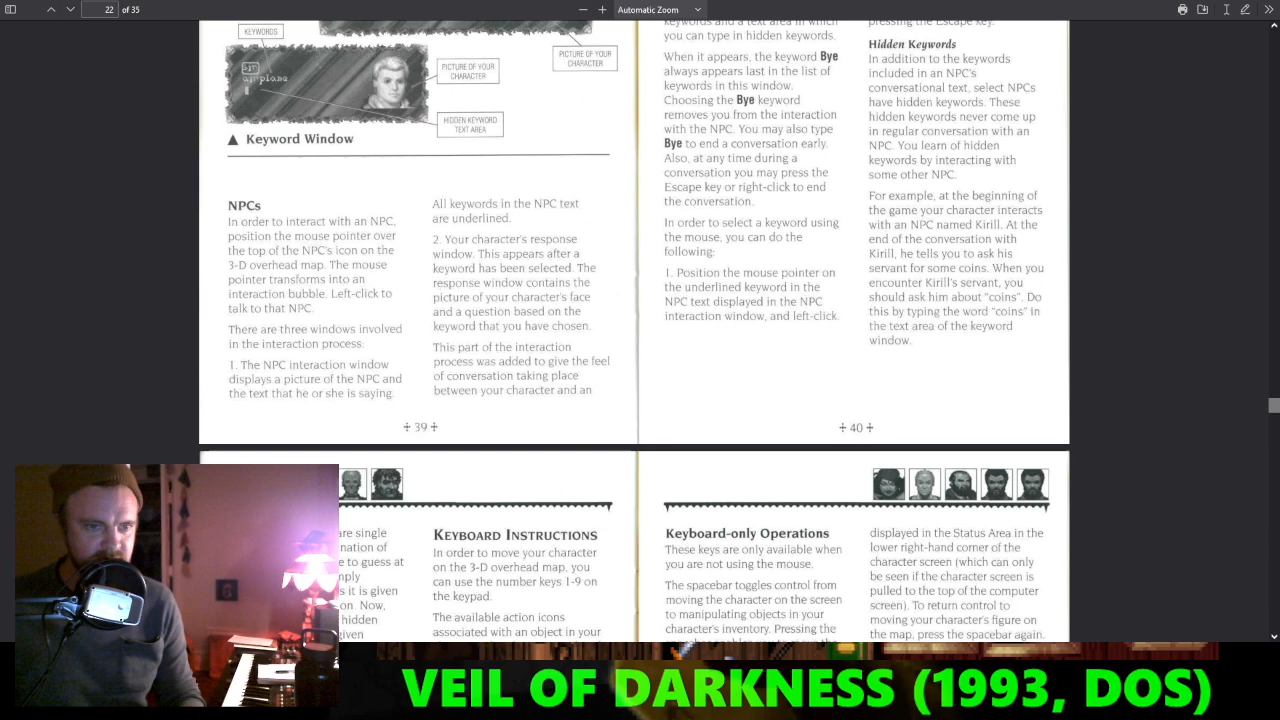 22 of 35
Automatic Zoom
KEYWORDS
PICTURE OF YOUR
CHARACTER
PICTURE OF YOUR
CHARACTER
airplane
HIDDEN KEYWORD
TEXT AREA
▲ Keyword Window
NPCs
In order to interact with an NPC,
position the mouse pointer over
the top of the NPC's icon on the
3-D overhead map. The mouse
pointer transforms into an
interaction bubble. Left-click to
talk to that NPC.
There are three windows involved
in the interaction process:
1. The NPC interaction window
displays a picture of the NPC and
the text that he or she is saying.
All keywords in the NPC text
are underlined.
2. Your character's response
window. This appears after a
keyword has been selected. The
response window contains the
picture of your character's face
and a question based on the
keyword that you have chosen.
This part of the interaction
process was added to give the feel
of conversation taking place
between your character and an
÷ 39 ÷
keywords and a text area in which
you can type in hidden keywords.
When it appears, the keyword Bye
always appears last in the list of
keywords in this window.
Choosing the Bye keyword
removes you from the interaction
with the NPC. You may also type
Bye to end a conversation early.
Also, at any time during a
conversation you may press the
Escape key or right-click to end
the conversation.
In order to select a keyword using
the mouse, you can do the
following:
1. Position the mouse pointer on
the underlined keyword in the
NPC text displayed in the NPC
interaction window, and left-click.
pressing the Escape key.
Hidden Keywords
In addition to the keywords
included in an NPC's
conversational text, select NPCs
have hidden keywords. These
hidden keywords never come up
in regular conversation with an
NPC. You learn of hidden
keywords by interacting with
some other NPC.
For example, at the beginning of
the game your character interacts
with an NPC named Kirill. At the
end of the conversation with
Kirill, he tells you to ask his
servant for some coins. When you
encounter Kirill's servant, you
should ask him about "coins". Do
this by typing the word "coins" in
the text area of the keyword
window.
÷ 40 ÷
are single
nation of
e to guess at
mply
s it is given
on. Now,
hidden
given
KEYBOARD INSTRUCTIONS
In order to move your character
on the 3-D overhead map, you
can use the number keys 1-9 on
the keypad.
The available action icons
associated with an object in your
Keyboard-only Operations
These keys are only available when
you are not using the mouse.
The spacebar toggles control from
moving the character on the screen
to manipulating objects in your
character's inventory. Pressing the
displayed in the Status Area in the
lower right-hand corner of the
character screen (which can only
be seen if the character screen is
pulled to the top of the computer
screen). To return control to
moving your character's figure on
the map, press the spacebar again.
VEIL OF DARKNESS (1993, DOS)